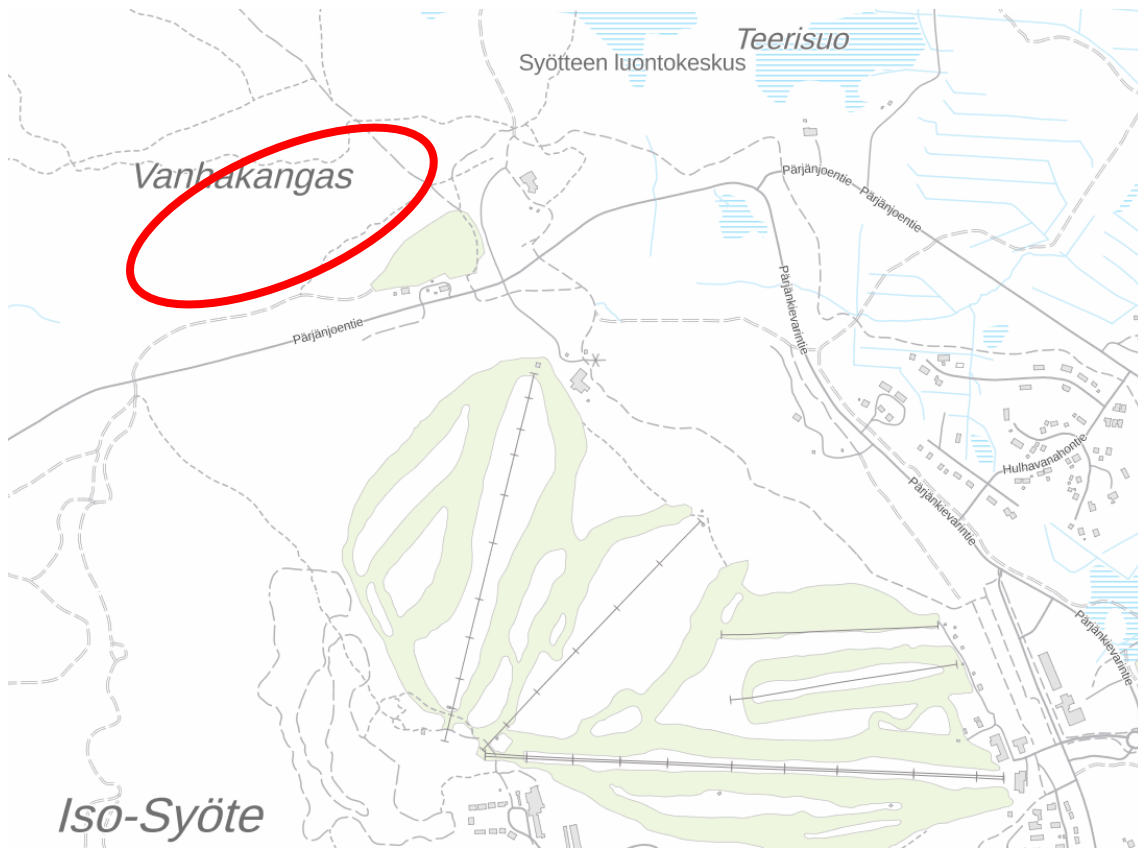 Teerisuo
Syötteen luontokeskus
Vanhakangas
Pärjänjoentie
Pärjänjoentie
Pärjänkievarintie
Pärjänjoentie
Hulhavanahontie
Pärjänkievarintie
Pärjänkievarintie
Iso-Syöte